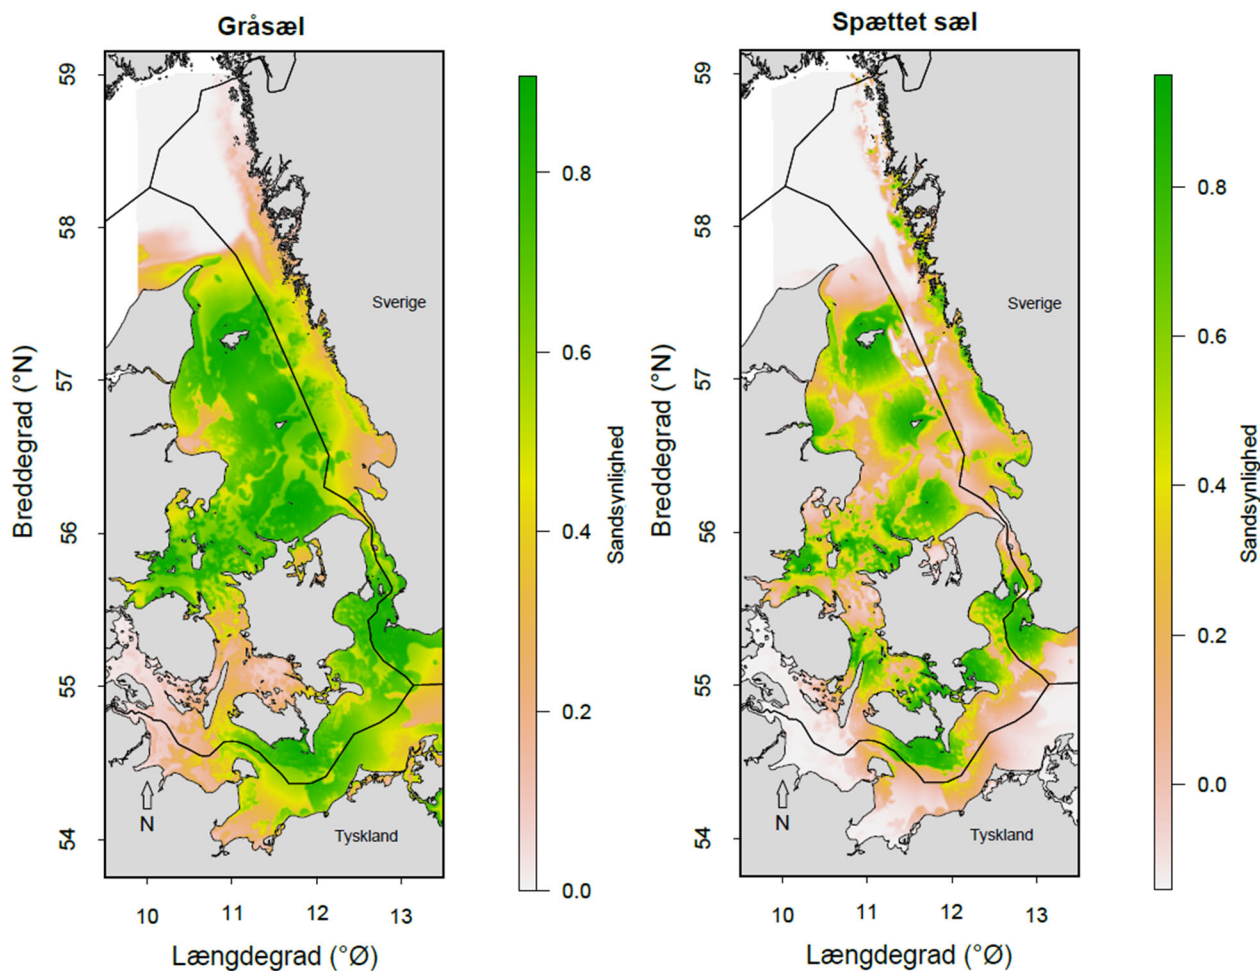 Gråsæl
59
58
57
56
55
54
Breddegrad (°N)
Sverige
Tyskland
N
10
11
12
13
Længdegrad (°Ø)
0.8
0.6
0.4
0.2
0.0
Sandsynlighed
Spættet sæl
59
58
57
56
55
54
Breddegrad (°N)
Sverige
Tyskland
N
10
11
12
13
Længdegrad (°Ø)
0.8
0.6
0.4
0.2
0.0
Sandsynlighed